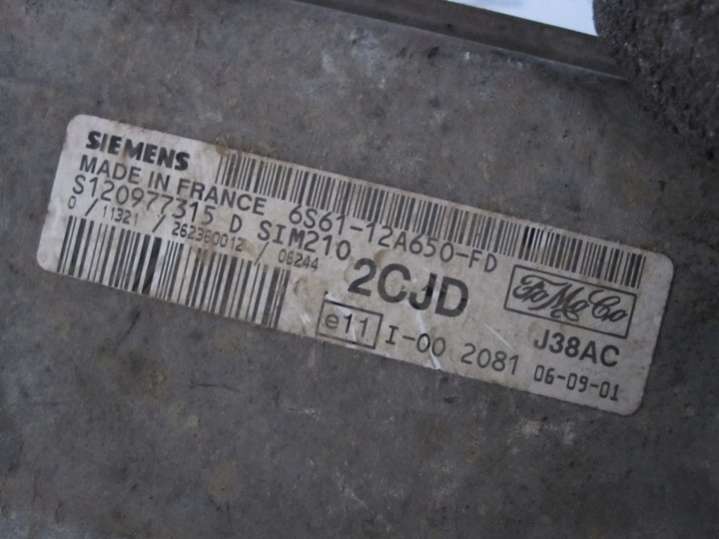 SIEMENS
MADE IN FRANCE 6S61-12A650-FD
S120977315 D SIM210
0 / 11321 / 262360012 / 06244
2CJD
FoMoCo
J38AC
e11 I-00 2081 06-09-01